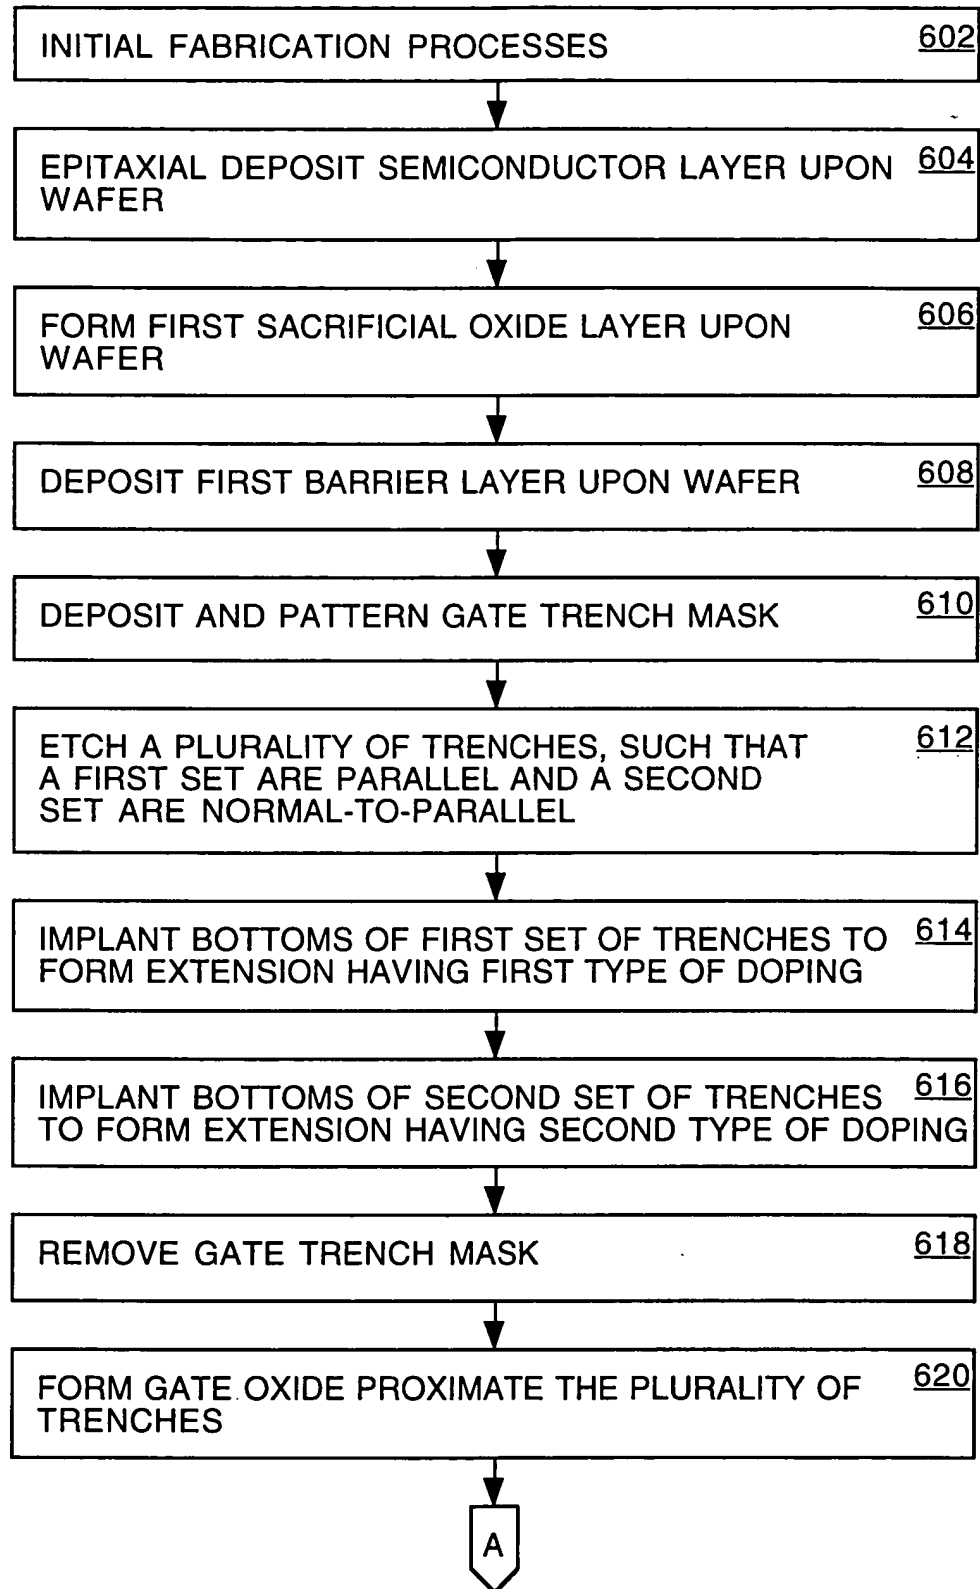 INITIAL FABRICATION PROCESSES 602
EPITAXIAL DEPOSIT SEMICONDUCTOR LAYER UPON 604
WAFER
FORM FIRST SACRIFICIAL OXIDE LAYER UPON 606
WAFER
DEPOSIT FIRST BARRIER LAYER UPON WAFER 608
DEPOSIT AND PATTERN GATE TRENCH MASK 610
ETCH A PLURALITY OF TRENCHES, SUCH THAT 612
A FIRST SET ARE PARALLEL AND A SECOND
SET ARE NORMAL-TO-PARALLEL
IMPLANT BOTTOMS OF FIRST SET OF TRENCHES TO 614
FORM EXTENSION HAVING FIRST TYPE OF DOPING
IMPLANT BOTTOMS OF SECOND SET OF TRENCHES 616
TO FORM EXTENSION HAVING SECOND TYPE OF DOPING
REMOVE GATE TRENCH MASK 618
FORM GATE OXIDE PROXIMATE THE PLURALITY OF 620
TRENCHES
A